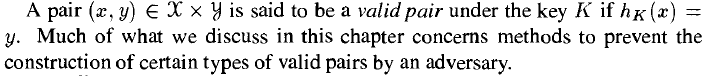 A pair (x, y) ∈ 𝒳 × 𝒴 is said to be a valid pair under the key K if h_K(x) =
y. Much of what we discuss in this chapter concerns methods to prevent the
construction of certain types of valid pairs by an adversary.